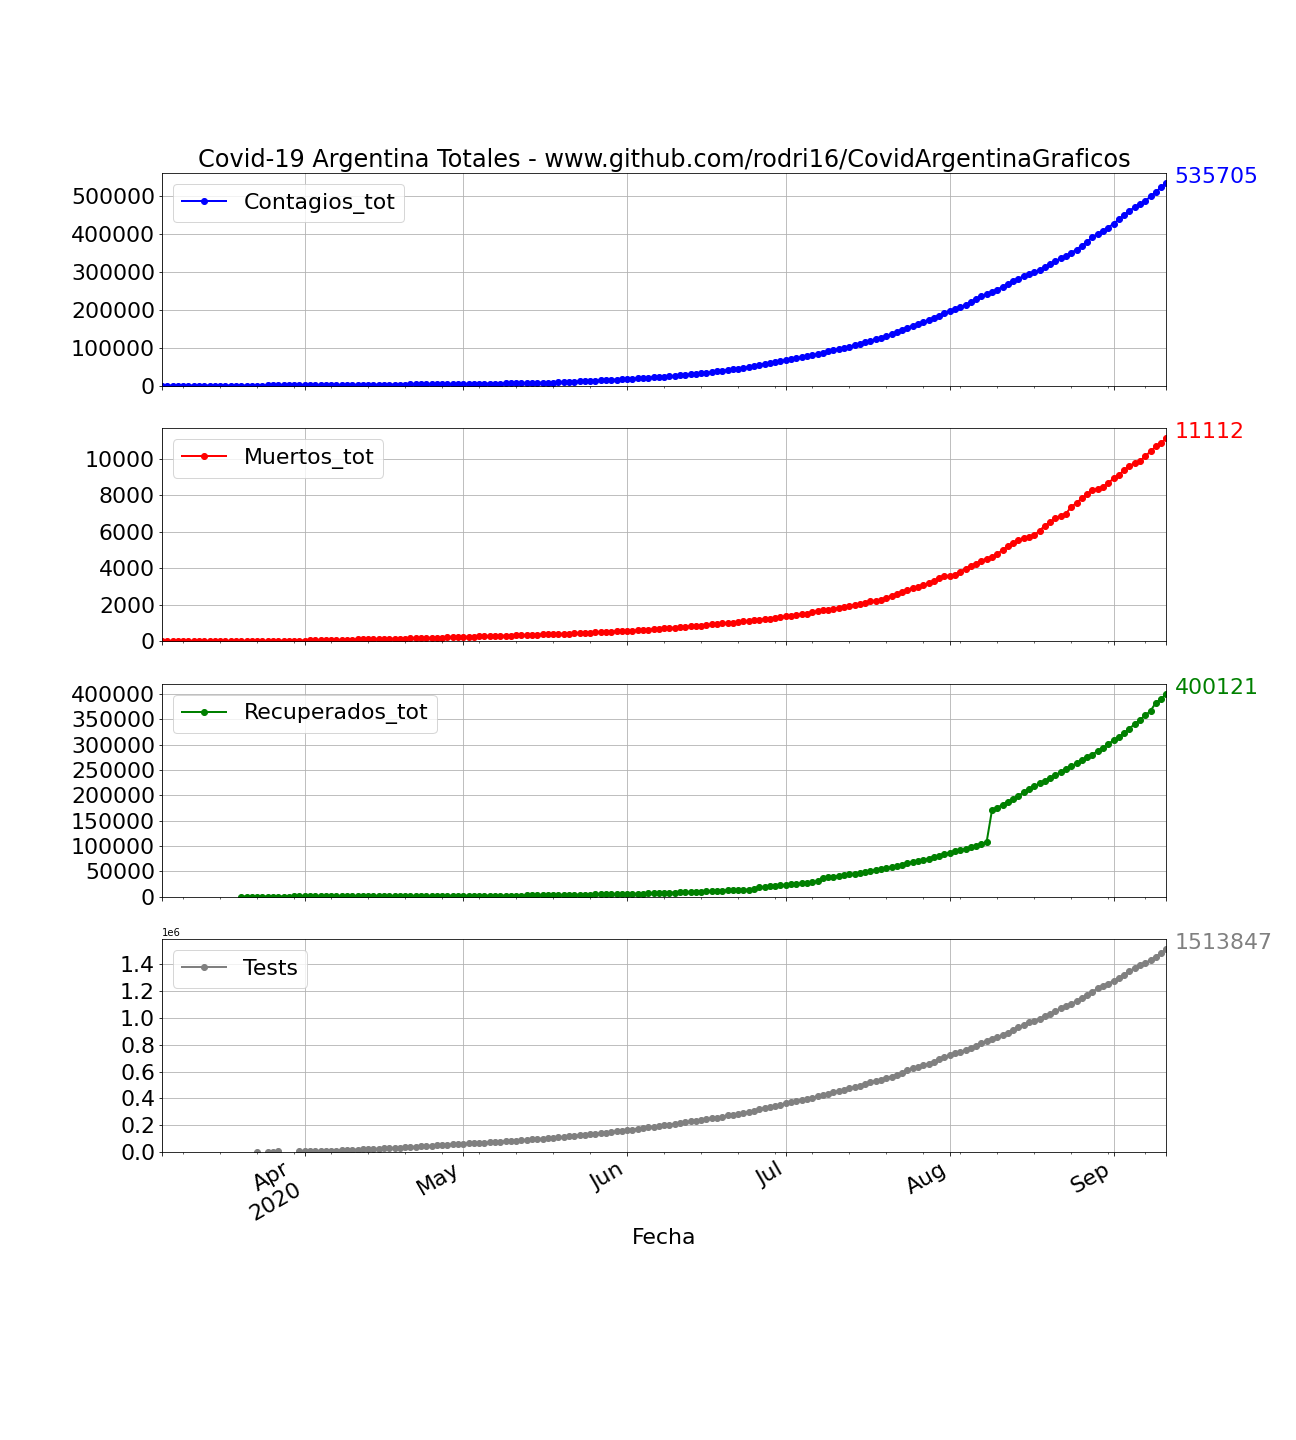 Covid-19 Argentina Totales - www.github.com/rodri16/CovidArgentinaGraficos
535705
Contagios_tot
500000
400000
300000
200000
100000
0
11112
Muertos_tot
10000
8000
6000
4000
2000
0
400121
Recuperados_tot
400000
350000
300000
250000
200000
150000
100000
50000
0
1e6
1513847
Tests
1.4
1.2
1.0
0.8
0.6
0.4
0.2
0.0
Apr
2020
May
Jun
Jul
Aug
Sep
Fecha